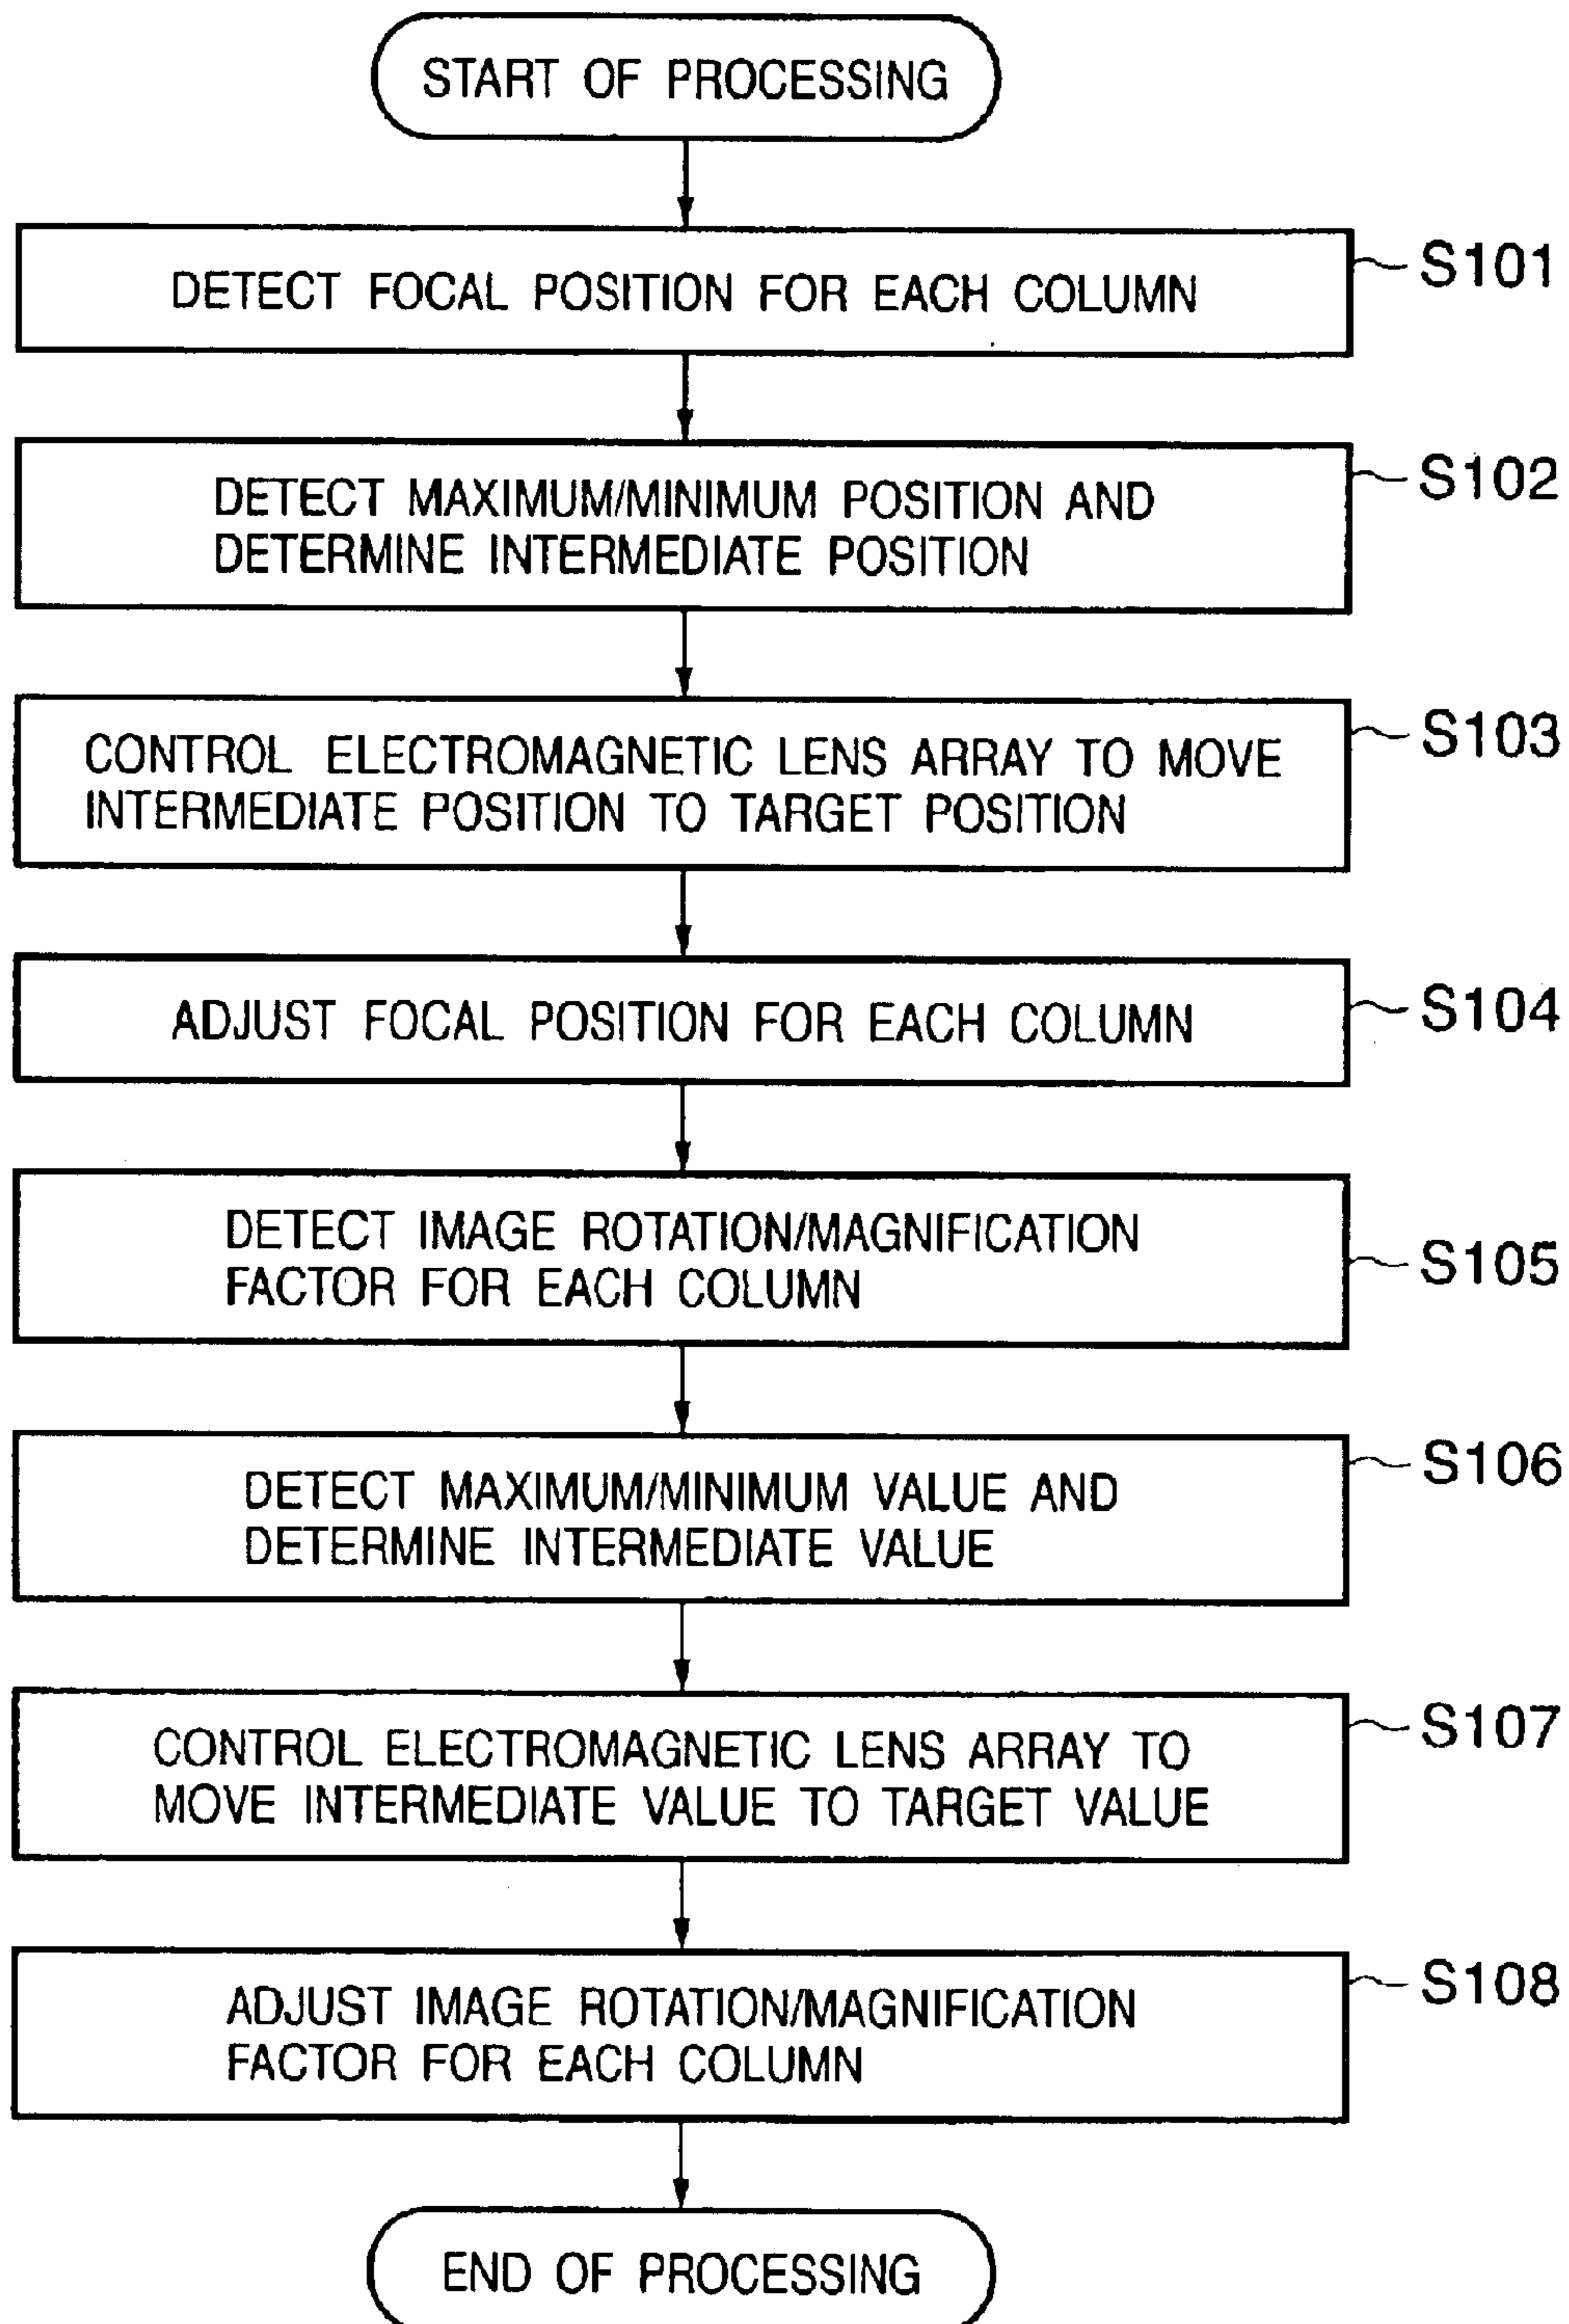 START OF PROCESSING
DETECT FOCAL POSITION FOR EACH COLUMN
S101
DETECT MAXIMUM/MINIMUM POSITION AND
DETERMINE INTERMEDIATE POSITION
S102
CONTROL ELECTROMAGNETIC LENS ARRAY TO MOVE
INTERMEDIATE POSITION TO TARGET POSITION
S103
ADJUST FOCAL POSITION FOR EACH COLUMN
S104
DETECT IMAGE ROTATION/MAGNIFICATION
FACTOR FOR EACH COLUMN
S105
DETECT MAXIMUM/MINIMUM VALUE AND
DETERMINE INTERMEDIATE VALUE
S106
CONTROL ELECTROMAGNETIC LENS ARRAY TO
MOVE INTERMEDIATE VALUE TO TARGET VALUE
S107
ADJUST IMAGE ROTATION/MAGNIFICATION
FACTOR FOR EACH COLUMN
S108
END OF PROCESSING